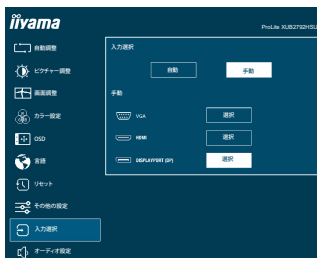 iiyama
ProLite XUB2792HSU
自動調整
ピクチャー調整
画面調整
カラー設定
OSD
言語
リセット
その他の設定
入力選択
オーディオ設定
入力選択
自動
手動
手動
VGA
選択
HDMI
選択
DISPLAYPORT (DP)
選択